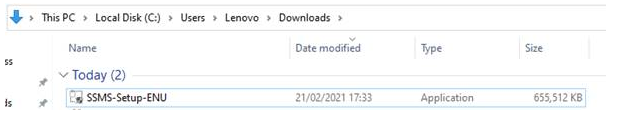 This PC > Local Disk (C:) > Users > Lenovo > Downloads >
Name Date modified Type Size
ss
Today (2)
SSMS-Setup-ENU 21/02/2021 17:33 Application 655,512 KB
ds